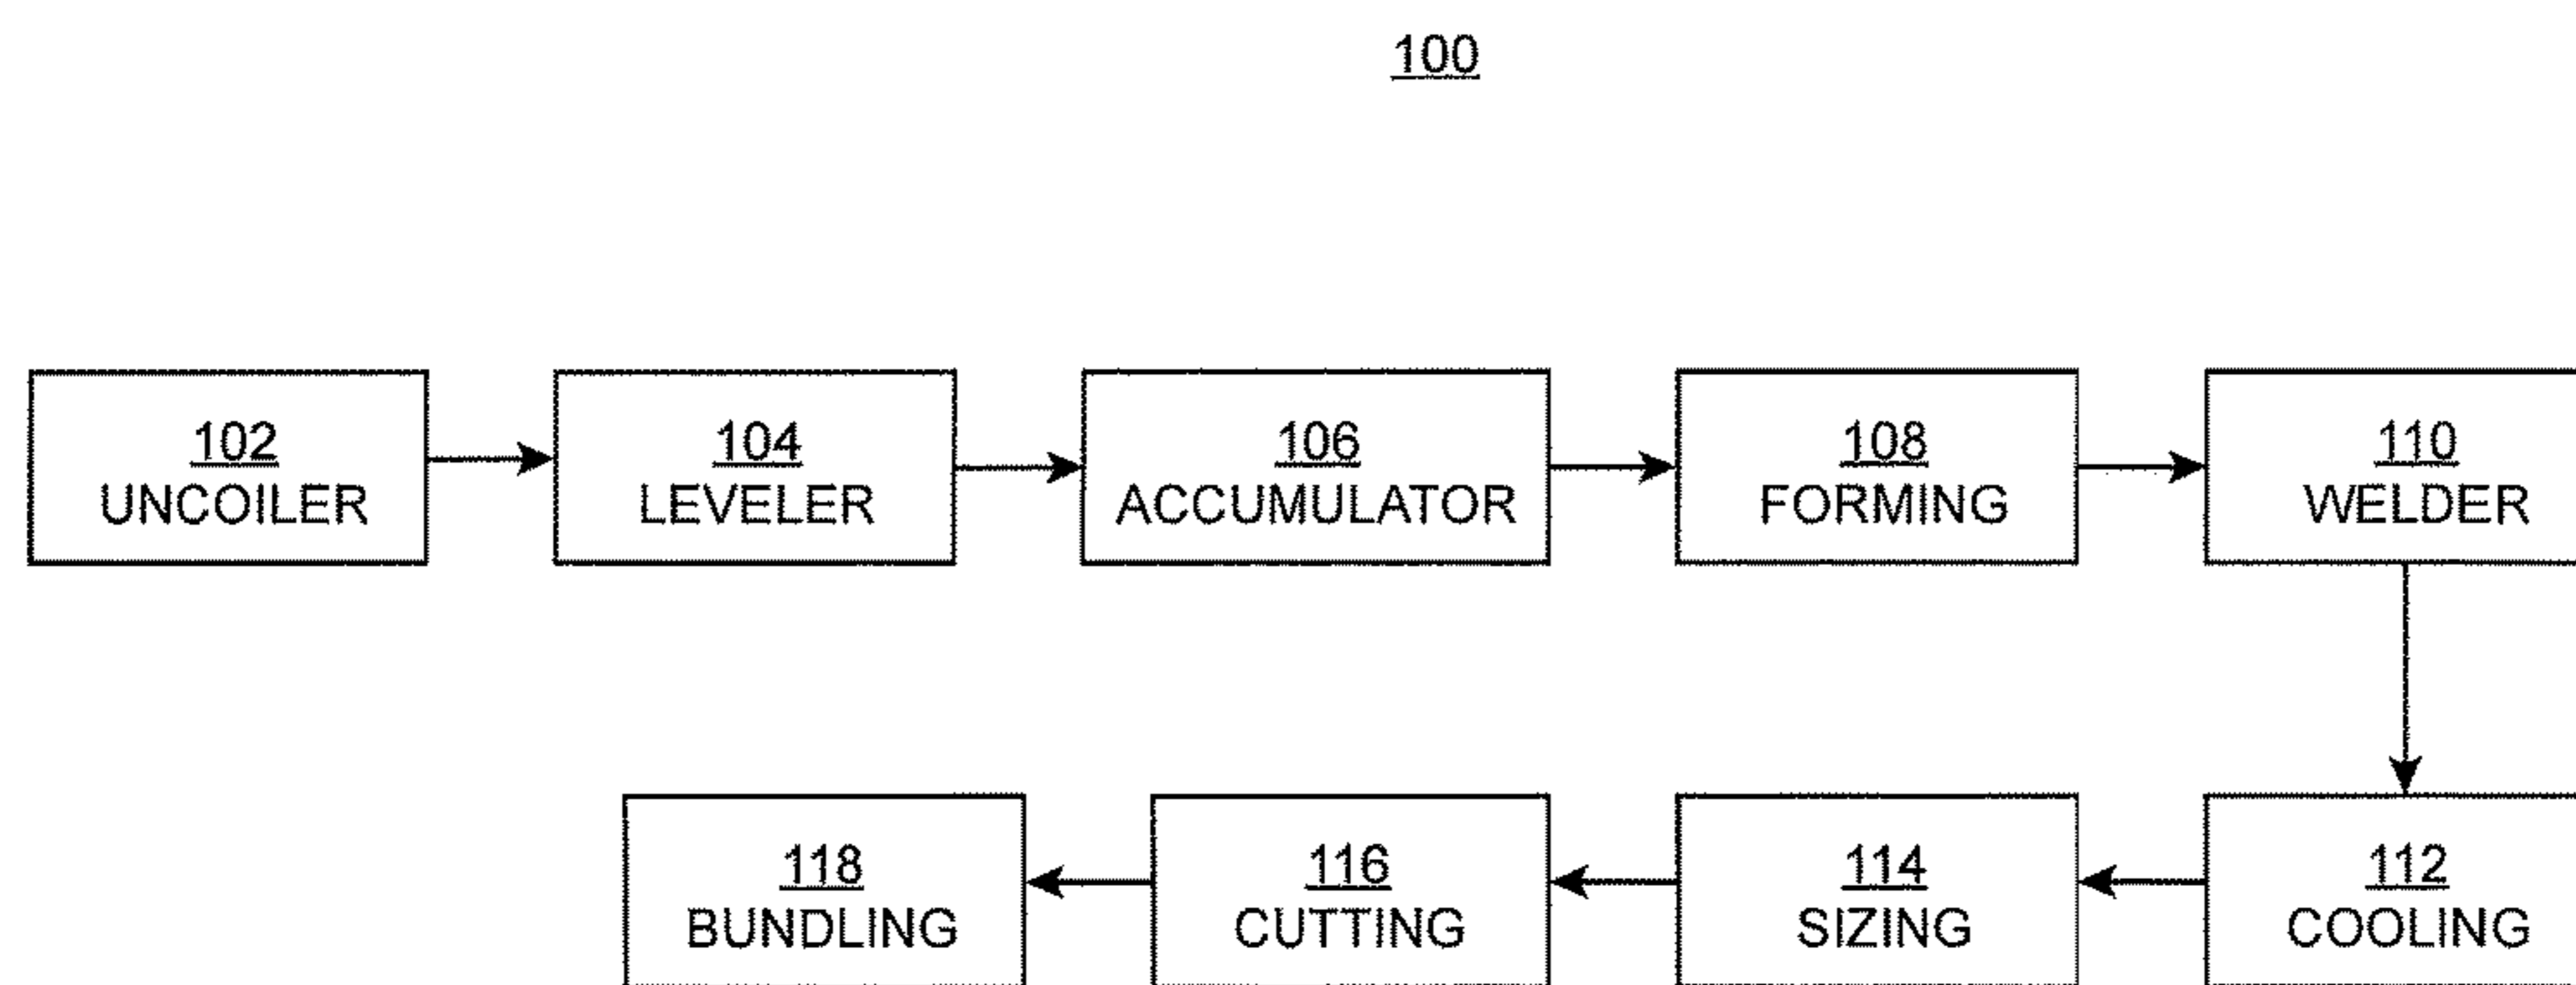 100
102
UNCOILER
104
LEVELER
106
ACCUMULATOR
108
FORMING
110
WELDER
112
COOLING
114
SIZING
116
CUTTING
118
BUNDLING